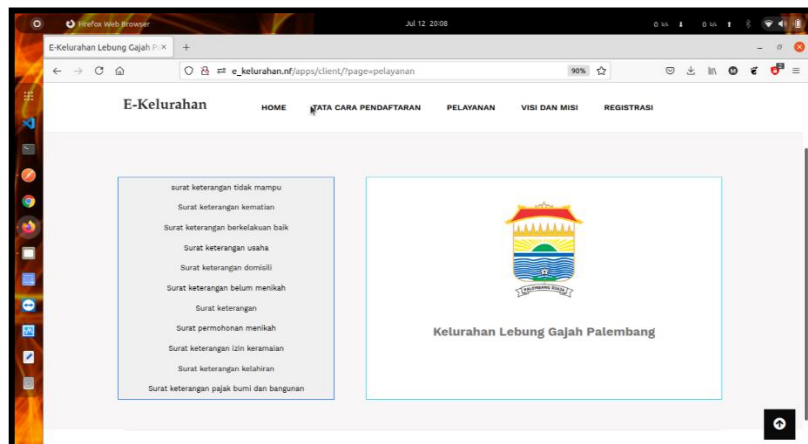 Firefox Web Browser
Jul 12 20:08
E-Kelurahan Lebung Gajah P
e_kelurahan.nf/apps/client/?page=pelayanan
90%
E-Kelurahan
HOME
TATA CARA PENDAFTARAN
PELAYANAN
VISI DAN MISI
REGISTRASI
surat keterangan tidak mampu
Surat keterangan kematian
Surat keterangan berkelakuan baik
Surat keterangan usaha
Surat keterangan domisili
Surat keterangan belum menikah
Surat keterangan
Surat permohonan menikah
Surat keterangan izin keramaian
Surat keterangan kelahiran
Surat keterangan pajak bumi dan bangunan
Kelurahan Lebung Gajah Palembang